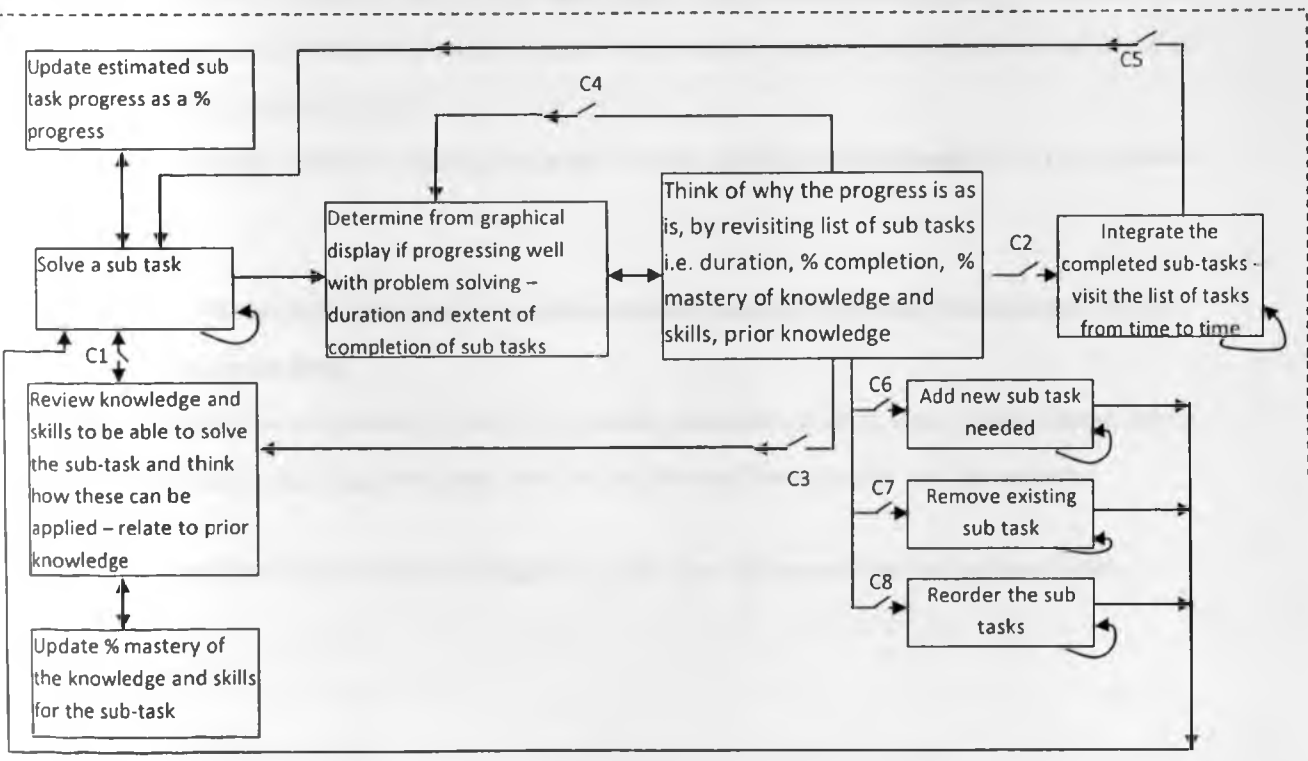 Update estimated sub
task progress as a %
progress
C5
C4
Solve a sub task
Determine from graphical
display if progressing well
with problem solving –
duration and extent of
completion of sub tasks
Think of why the progress is as
is, by revisiting list of sub tasks
i.e. duration, % completion, %
mastery of knowledge and
skills, prior knowledge
C2
Integrate the
completed sub-tasks -
visit the list of tasks
from time to time
C1
Review knowledge and
skills to be able to solve
the sub-task and think
how these can be
applied – relate to prior
knowledge
C3
C6
Add new sub task
needed
C7
Remove existing
sub task
C8
Reorder the sub
tasks
Update % mastery of
the knowledge and skills
for the sub-task